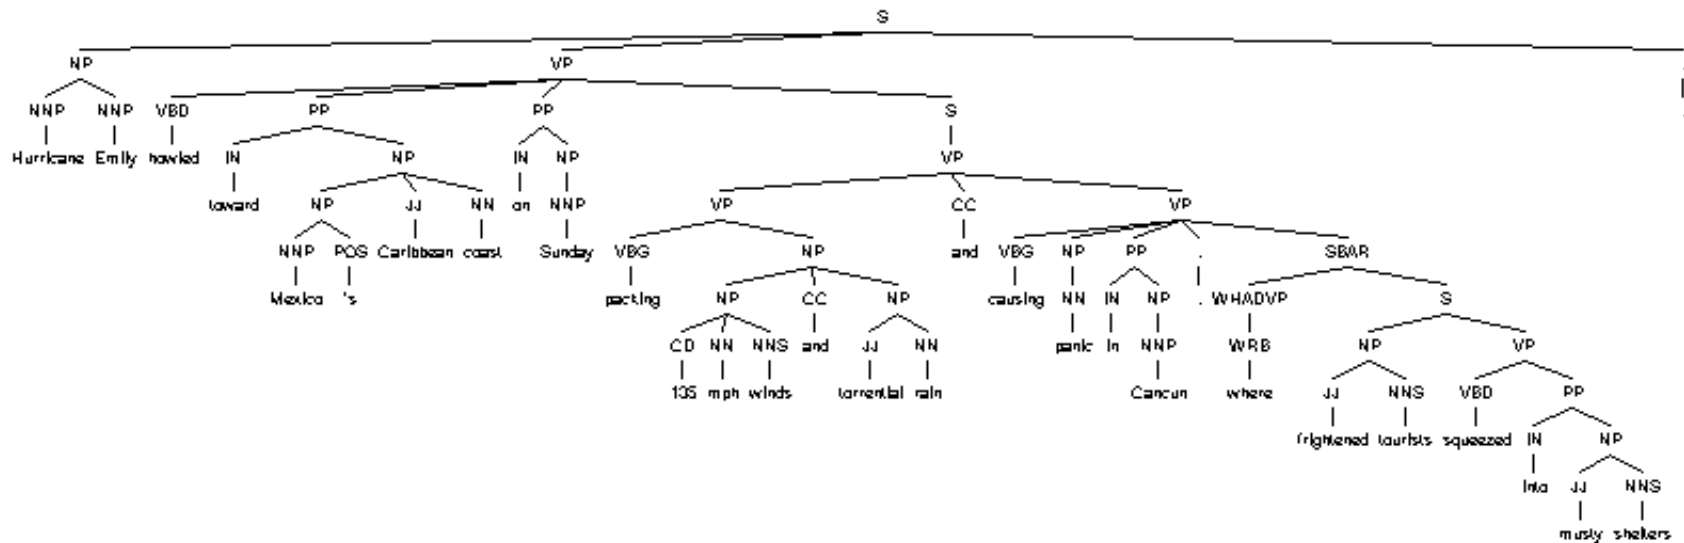 S
NP VP
NNP NNP VBD PP PP S
Hurricane Emily howled IN NP IN NP VP
toward NP JJ NN on NNP VP CC VP
NNP POS Caribbean coast Sunday VBG NP and VBG NP PP , SBAR
Mexico 's packing NP CC NP causing NN IN NP , WHADVP S
CD NN NNS and JJ NN panic in NNP WRB NP VP
135 mph winds torrential rain Cancun where JJ NNS VBD PP
frightened tourists squeezed IN NP
into JJ NNS
musty shelters